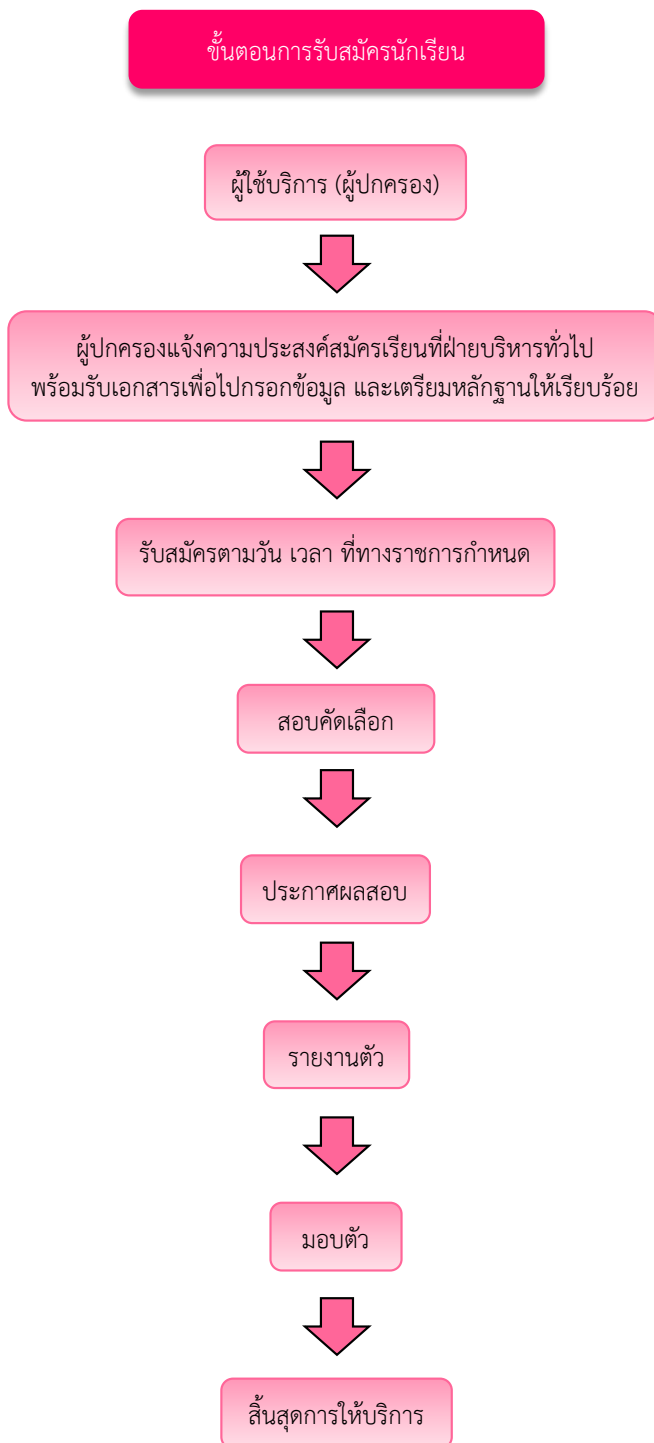 ขั้นตอนการรับสมัครนักเรียน
ผู้ใช้บริการ (ผู้ปกครอง)
ผู้ปกครองแจ้งความประสงค์สมัครเรียนที่ฝ่ายบริหารทั่วไป
พร้อมรับเอกสารเพื่อไปกรอกข้อมูล และเตรียมหลักฐานให้เรียบร้อย
รับสมัครตามวัน เวลา ที่ทางราชการกำหนด
สอบคัดเลือก
ประกาศผลสอบ
รายงานตัว
มอบตัว
สิ้นสุดการให้บริการ